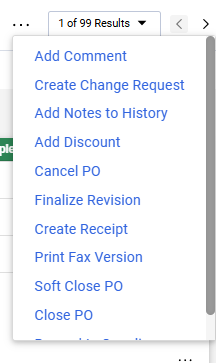 1 of 99 Results
Add Comment
Create Change Request
Add Notes to History
Add Discount
Cancel PO
Finalize Revision
Create Receipt
Print Fax Version
Soft Close PO
Close PO